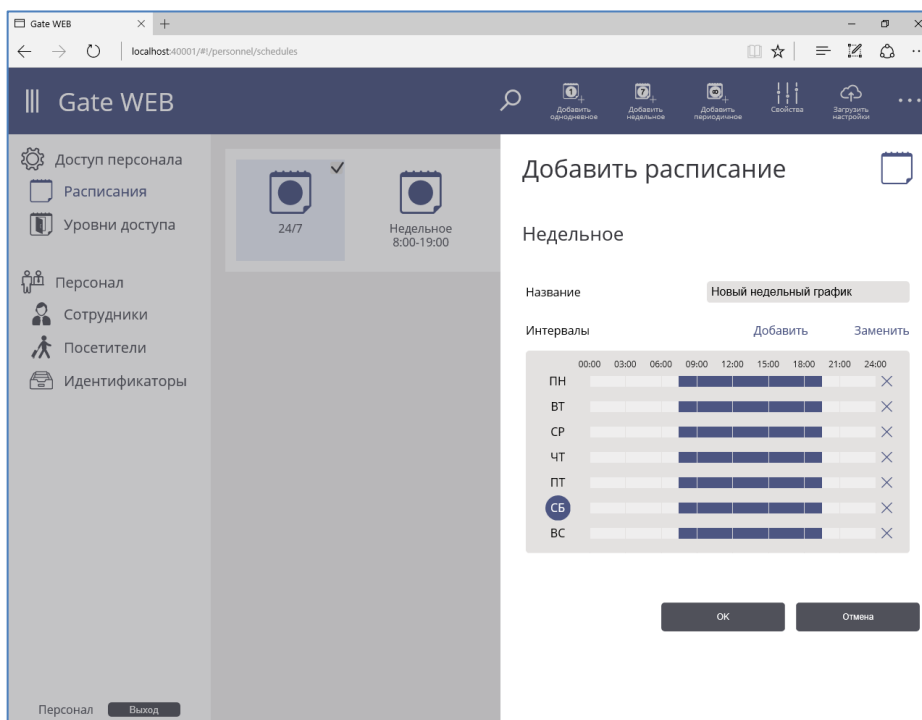 Gate WEB
localhost:40001/#!/personnel/schedules
Gate WEB
Добавить однодневное
Добавить недельное
Добавить периодичное
Свойства
Загрузить настройки
Доступ персонала
Расписания
Уровни доступа
Персонал
Сотрудники
Посетители
Идентификаторы
Персонал
Выход
24/7
Недельное
8:00-19:00
Добавить расписание
Недельное
Название Новый недельный график
Интервалы Добавить Заменить
00:00 03:00 06:00 09:00 12:00 15:00 18:00 21:00 24:00
ПН
ВТ
СР
ЧТ
ПТ
СБ
ВС
OK Отмена